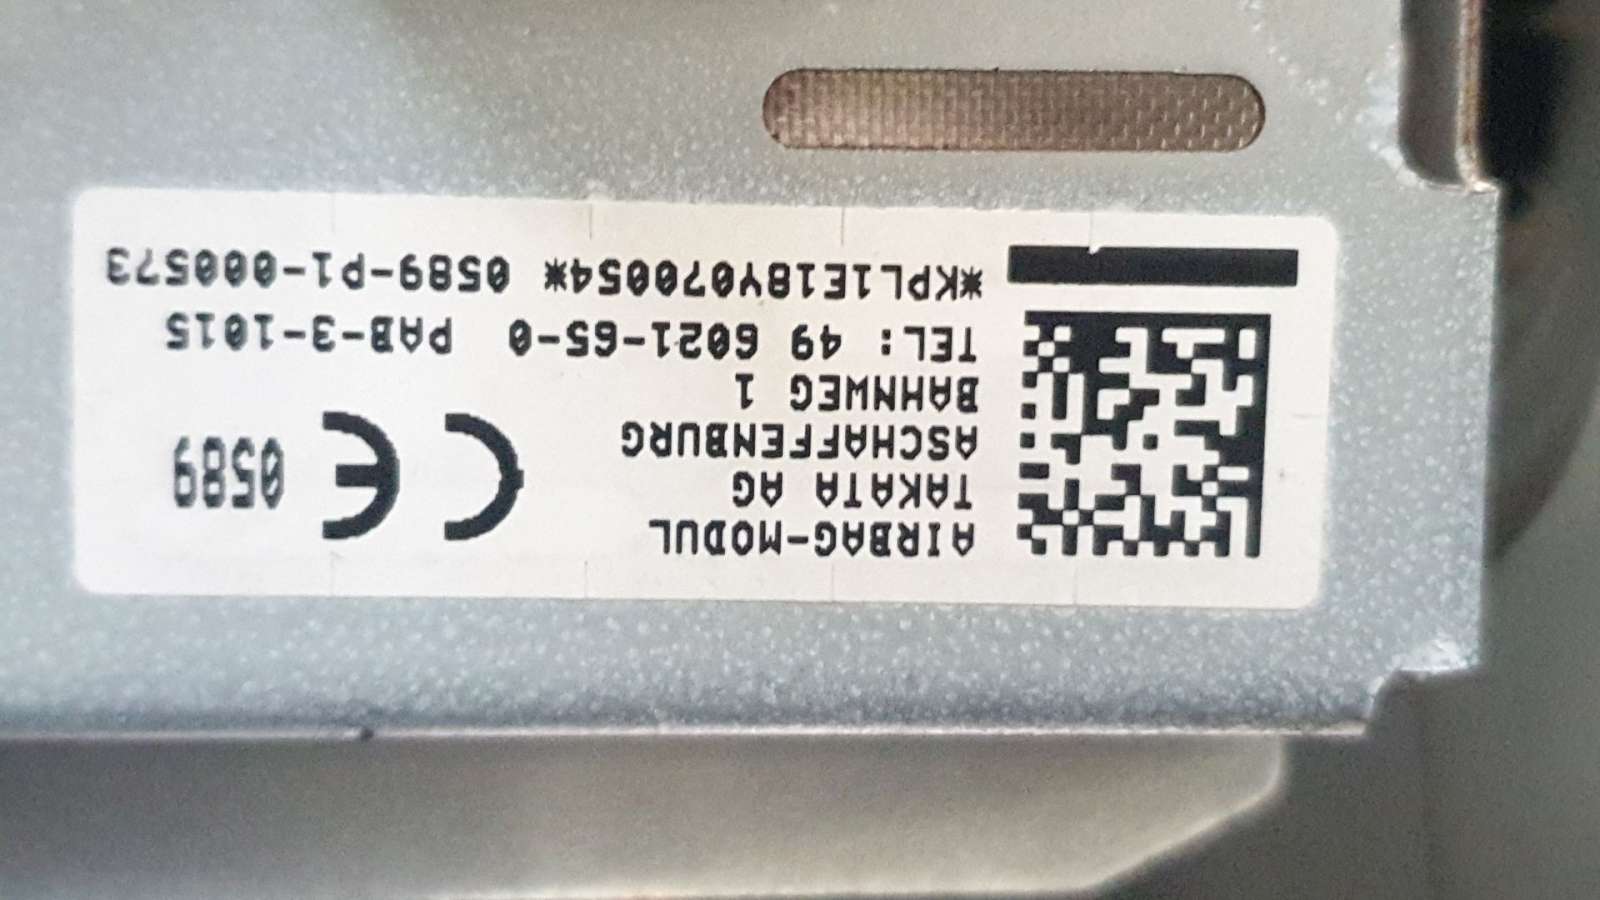 AIRBAG-MODUL
TAKATA AG
ASCHAFFENBURG
BAHNWEG 1
TEL: 49 6021-65-0 PAB-3-1015
*KPL1E18Y070054* 0589-P1-000573
CE 0589